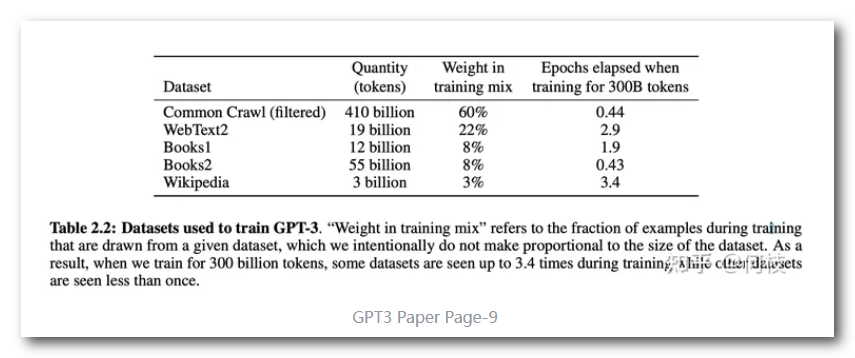 Quantity Weight in Epochs elapsed when
Dataset (tokens) training mix training for 300B tokens
Common Crawl (filtered) 410 billion 60% 0.44
WebText2 19 billion 22% 2.9
Books1 12 billion 8% 1.9
Books2 55 billion 8% 0.43
Wikipedia 3 billion 3% 3.4
Table 2.2: Datasets used to train GPT-3. “Weight in training mix” refers to the fraction of examples during training
that are drawn from a given dataset, which we intentionally do not make proportional to the size of the dataset. As a
result, when we train for 300 billion tokens, some datasets are seen up to 3.4 times during training, while other datasets
are seen less than once.
知乎 @何枝
GPT3 Paper Page-9